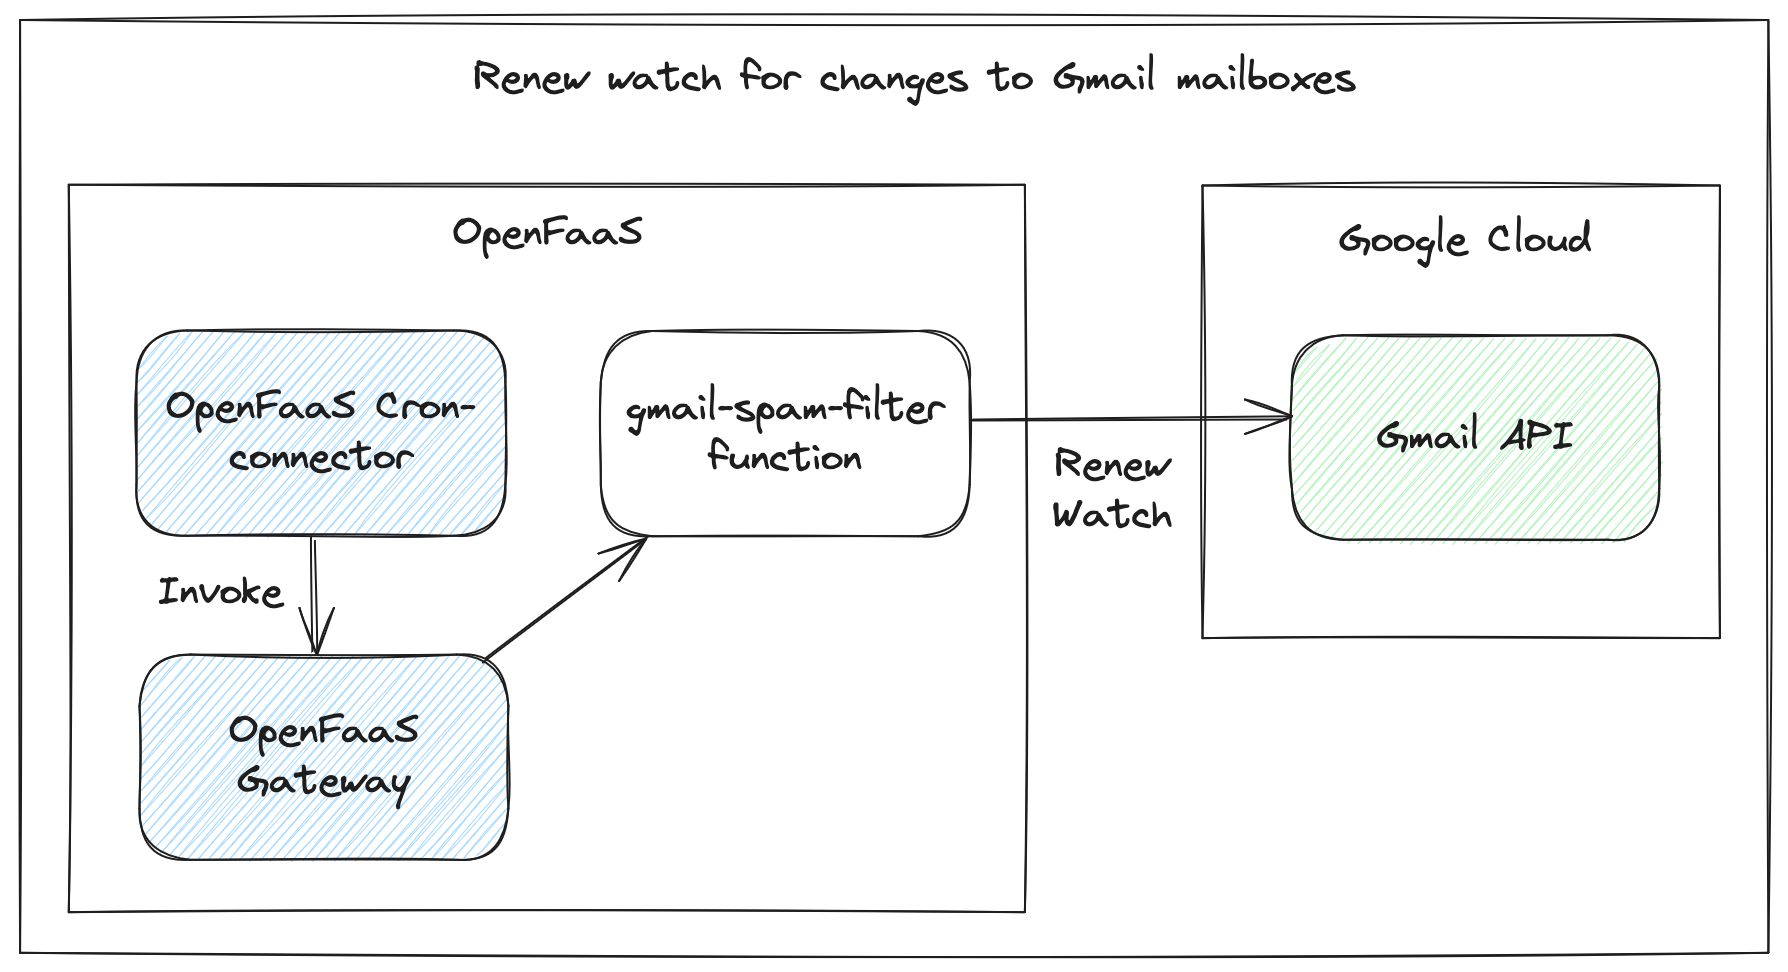 Renew watch for changes to Gmail mailboxes
OpenFaaS
Google Cloud
OpenFaaS Cron-
connector
gmail-spam-filter
function
Gmail API
Renew
Watch
Invoke
OpenFaaS
Gateway